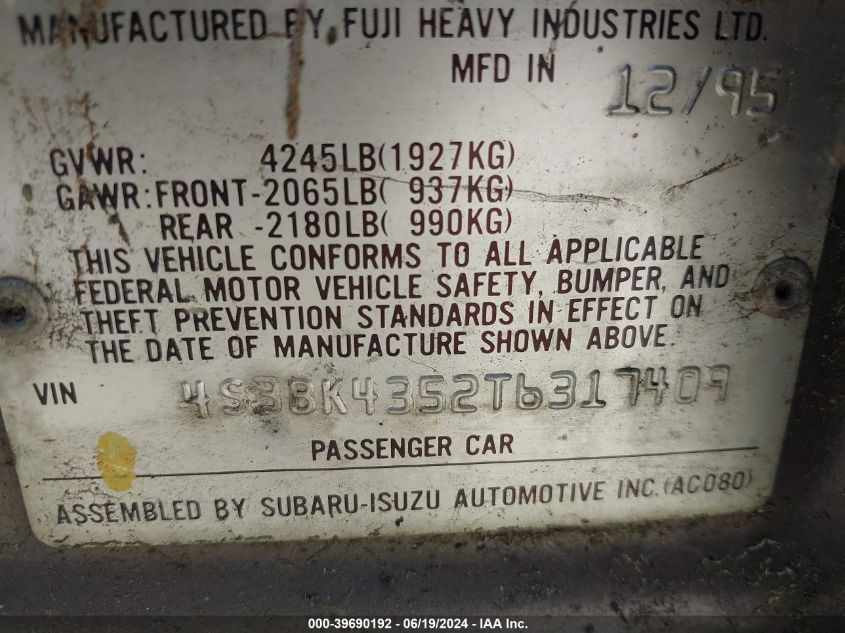 MANUFACTURED BY FUJI HEAVY INDUSTRIES LTD.
MFD IN 12/95
GVWR: 4245LB(1927KG)
GAWR:FRONT-2065LB( 937KG)
REAR -2180LB( 990KG)
THIS VEHICLE CONFORMS TO ALL APPLICABLE
FEDERAL MOTOR VEHICLE SAFETY, BUMPER, AND
THEFT PREVENTION STANDARDS IN EFFECT ON
THE DATE OF MANUFACTURE SHOWN ABOVE.
VIN 4S3BK4352T6317409
PASSENGER CAR
ASSEMBLED BY SUBARU-ISUZU AUTOMOTIVE INC.(AC080)
000-39690192 - 06/19/2024 - IAA Inc.